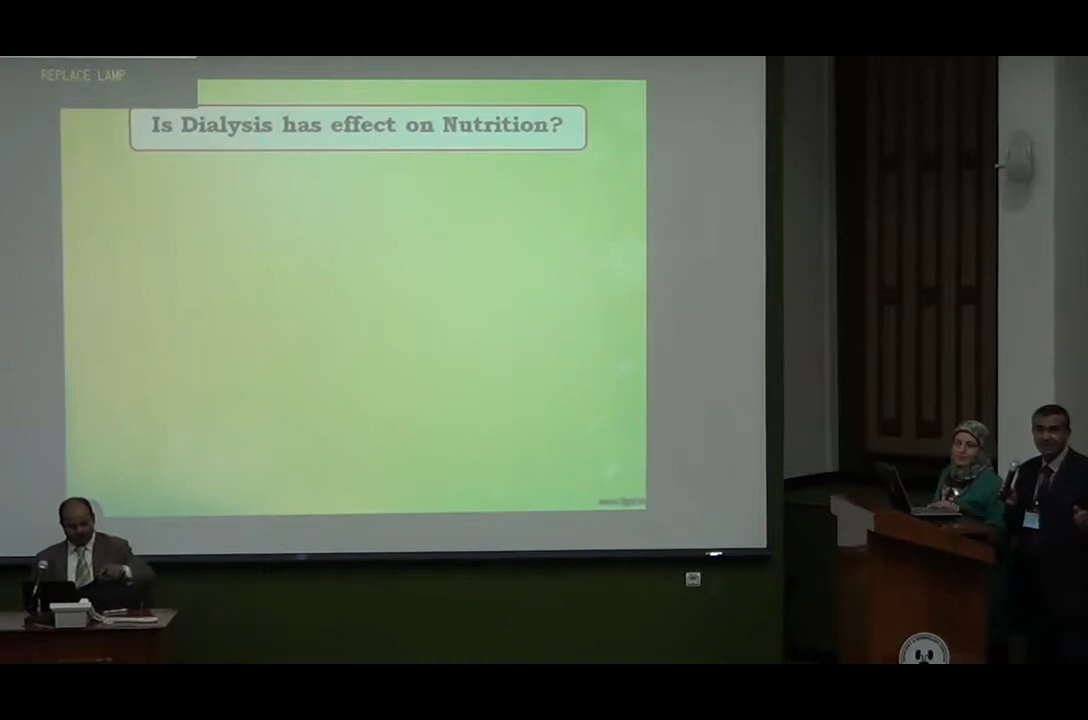 REPLACE LAMP
Is Dialysis has effect on Nutrition?